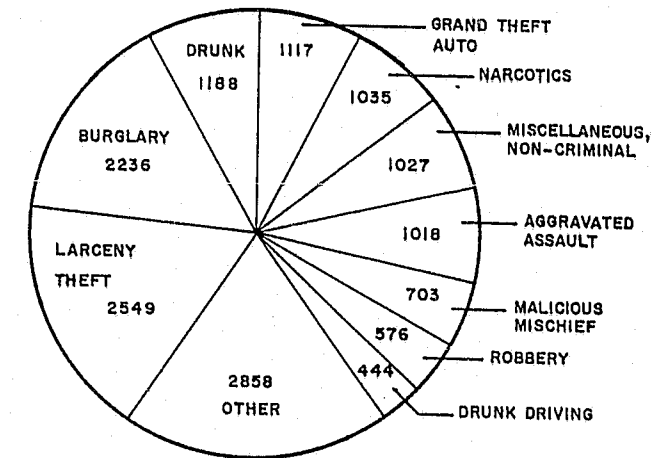 GRAND THEFT
AUTO
1117
DRUNK
1188
NARCOTICS
1035
MISCELLANEOUS,
NON-CRIMINAL
1027
BURGLARY
2236
AGGRAVATED
ASSAULT
1018
LARCENY
THEFT
2549
703
MALICIOUS
MISCHIEF
576
ROBBERY
444
DRUNK DRIVING
2858
OTHER